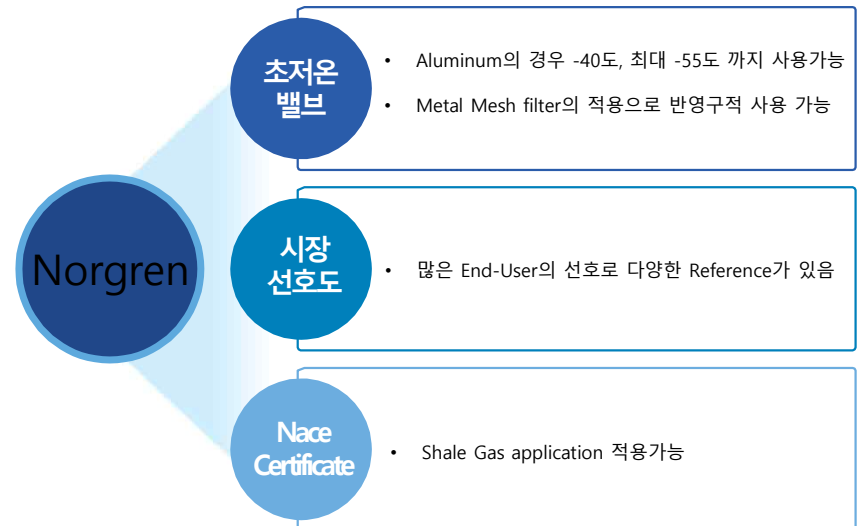 Norgren
초저온
밸브
• Aluminum의 경우 -40도, 최대 -55도 까지 사용가능
• Metal Mesh filter의 적용으로 반영구적 사용 가능
시장
선호도
• 많은 End-User의 선호로 다양한 Reference가 있음
Nace
Certificate
• Shale Gas application 적용가능